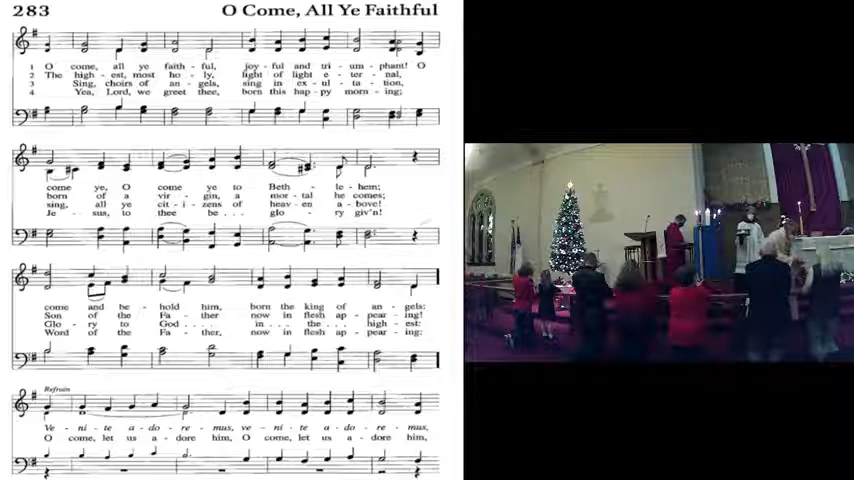 283
O Come, All Ye Faithful
1 O come, all ye faith - ful, joy - ful and tri - um - phant! O
2 The high - est, most ho - ly, light of light e - ter - nal,
3 Sing, choirs of an - gels, sing in ex - ul - ta - tion,
4 Yea, Lord, we greet thee, born this hap - py morn - ing;
come ye, O come ye to Beth - le - hem;
born of a vir - gin, a mor - tal he comes;
sing, all ye cit - i - zens of heav - en a - bove!
Je - sus, to thee be . . . glo - ry giv'n!
come and be - hold him, born the king of an - gels:
Son of the Fa - ther now in flesh ap - pear - ing!
Glo - ry to God . . . in . . . the . . . high - est:
Word of the Fa - ther, now in flesh ap - pear - ing:
Refrain
Ve - ni - te a - do - re - mus, ve - ni - te a - do - re - mus,
O come, let us a - dore him, O come, let us a - dore him,